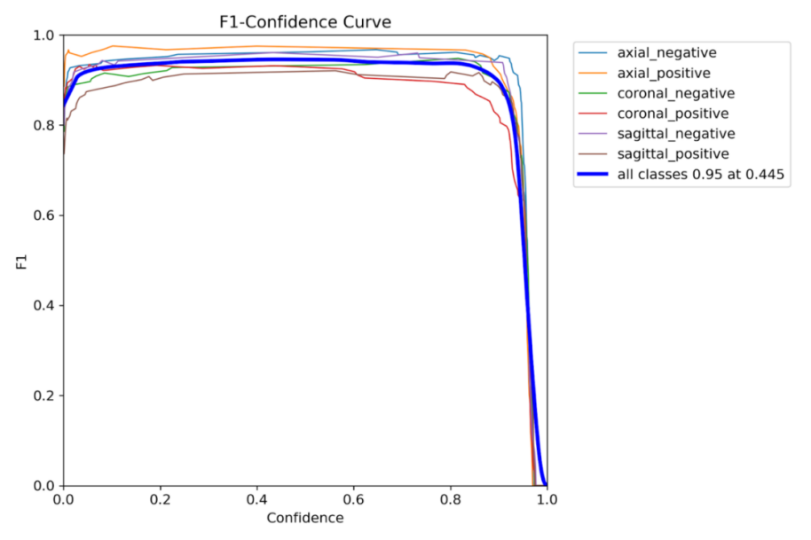 F1-Confidence Curve
1.0
0.8
0.6
0.4
0.2
0.0
F1
0.0 0.2 0.4 0.6 0.8 1.0
Confidence
axial_negative
axial_positive
coronal_negative
coronal_positive
sagittal_negative
sagittal_positive
all classes 0.95 at 0.445